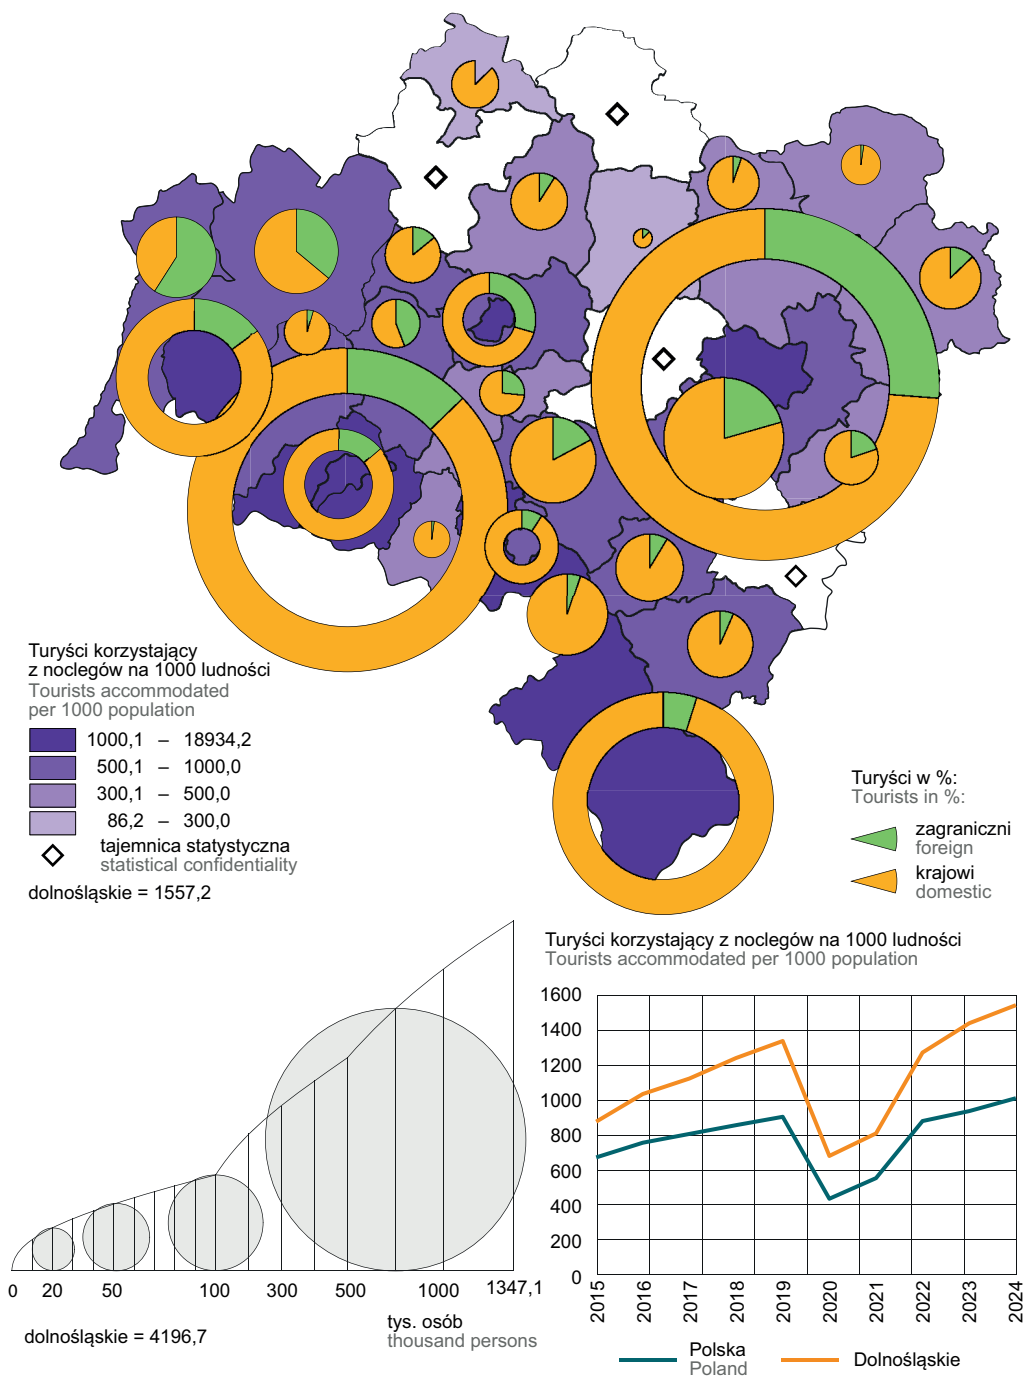 Turyści korzystający
z noclegów na 1000 ludności
Tourists accommodated
per 1000 population
1000,1 – 18934,2
500,1 – 1000,0
300,1 – 500,0
86,2 – 300,0
tajemnica statystyczna
statistical confidentiality
dolnośląskie = 1557,2
Turyści w %:
Tourists in %:
zagraniczni
foreign
krajowi
domestic
0 20 50 100 300 500 1000 1347,1
tys. osób
thousand persons
dolnośląskie = 4196,7
Turyści korzystający z noclegów na 1000 ludności
Tourists accommodated per 1000 population
1600
1400
1200
1000
800
600
400
200
0
2015 2016 2017 2018 2019 2020 2021 2022 2023 2024
Polska
Poland
Dolnośląskie